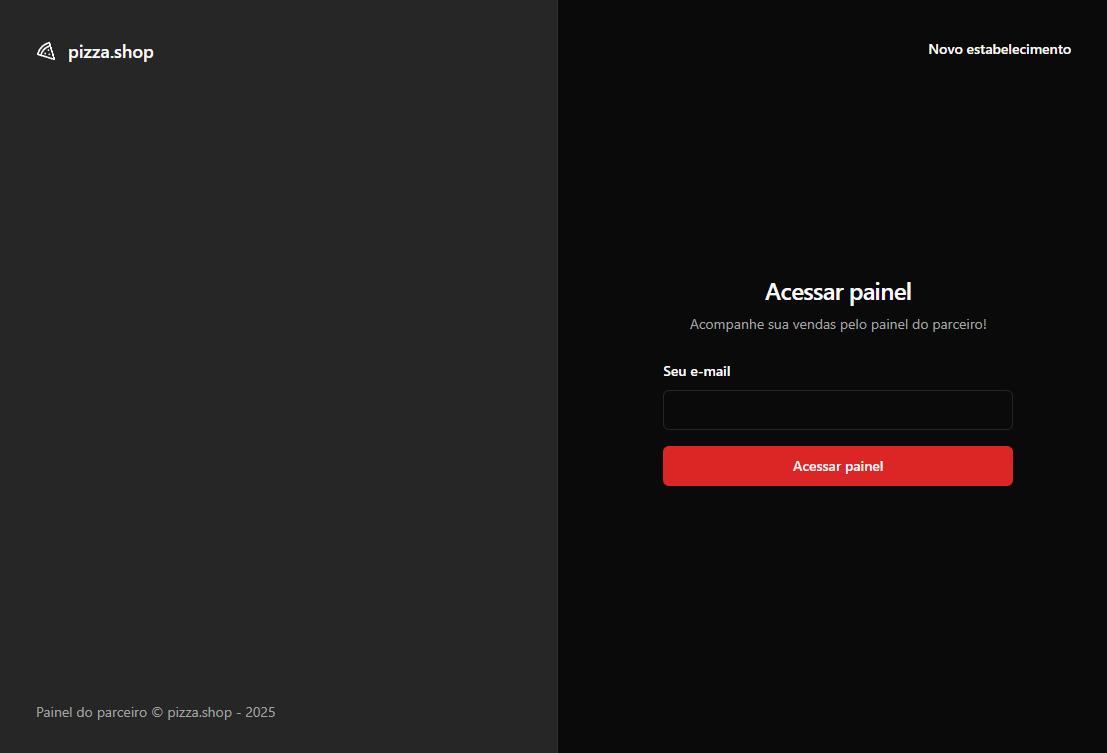 pizza.shop
Novo estabelecimento
Acessar painel
Acompanhe sua vendas pelo painel do parceiro!
Seu e-mail
Acessar painel
Painel do parceiro © pizza.shop - 2025